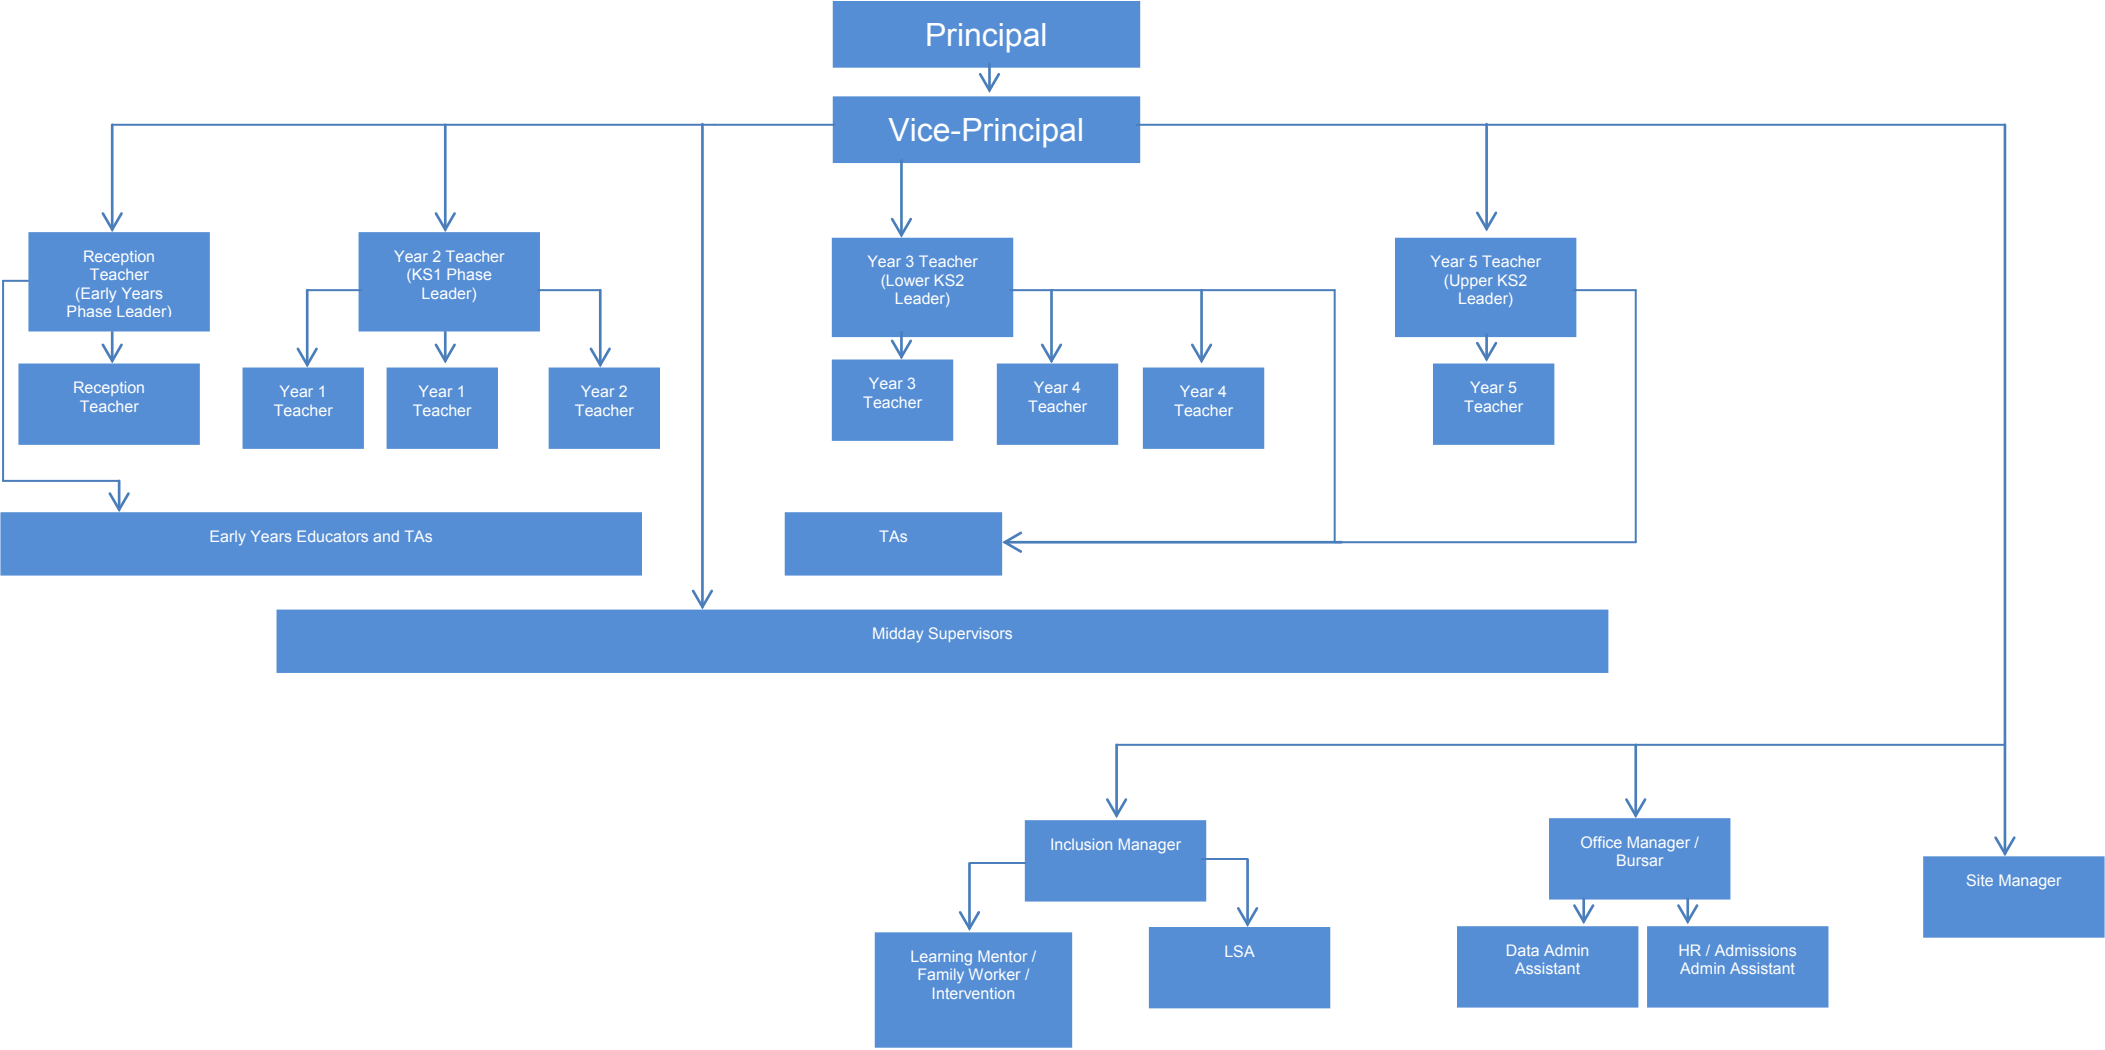 Principal
Vice-Principal
Reception
Teacher
(Early Years
Phase Leader)
Year 2 Teacher
(KS1 Phase
Leader)
Year 3 Teacher
(Lower KS2
Leader)
Year 5 Teacher
(Upper KS2
Leader)
Reception
Teacher
Year 1
Teacher
Year 1
Teacher
Year 2
Teacher
Year 3
Teacher
Year 4
Teacher
Year 4
Teacher
Year 5
Teacher
Early Years Educators and TAs
TAs
Midday Supervisors
Inclusion Manager
Office Manager /
Bursar
Site Manager
Learning Mentor /
Family Worker /
Intervention
LSA
Data Admin
Assistant
HR / Admissions
Admin Assistant